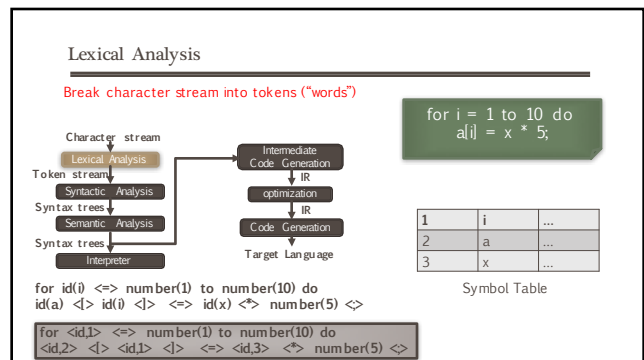 Lexical Analysis
Break character stream into tokens (“words”)
for i = 1 to 10 do
a[i] = x * 5;
Character stream
Lexical Analysis
Token stream
Syntactic Analysis
Syntax trees
Semantic Analysis
Syntax trees
Interpreter
Intermediate
Code Generation
IR
optimization
IR
Code Generation
Target Language
1 i ...
2 a ...
3 x ...
Symbol Table
for id(i) <=> number(1) to number(10) do
id(a) <[> id(i) <]> <=> id(x) <*> number(5) <;>
for <id,1> <=> number(1) to number(10) do
<id,2> <[> <id,1> <]> <=> <id,3> <*> number(5) <;>